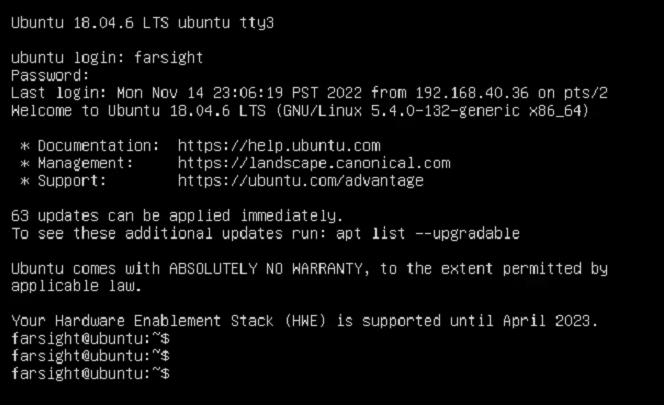 Ubuntu 18.04.6 LTS ubuntu tty3
ubuntu login: farsight
Password:
Last login: Mon Nov 14 23:06:19 PST 2022 from 192.168.40.36 on pts/2
Welcome to Ubuntu 18.04.6 LTS (GNU/Linux 5.4.0-132-generic x86_64)
* Documentation:  https://help.ubuntu.com
* Management:     https://landscape.canonical.com
* Support:        https://ubuntu.com/advantage
63 updates can be applied immediately.
To see these additional updates run: apt list --upgradable
Ubuntu comes with ABSOLUTELY NO WARRANTY, to the extent permitted by
applicable law.
Your Hardware Enablement Stack (HWE) is supported until April 2023.
farsight@ubuntu:~$
farsight@ubuntu:~$
farsight@ubuntu:~$